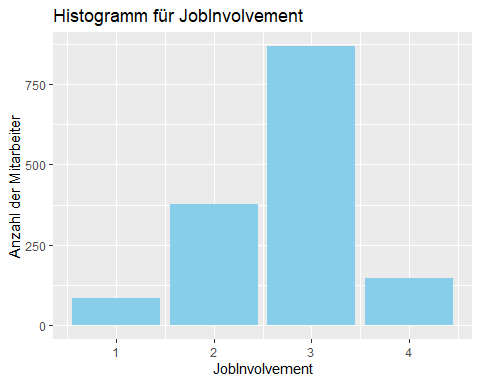 Histogramm für JobInvolvement
Anzahl der Mitarbeiter
750
500
250
0
1 2 3 4
JobInvolvement